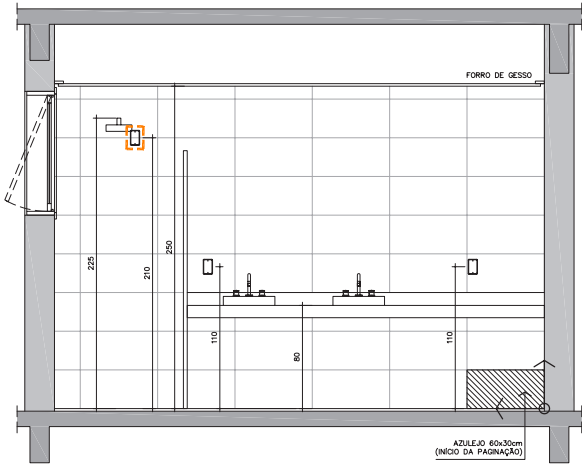 FORRO DE GESSO
225
210
250
110
80
110
AZULEJO 60x30cm
(INÍCIO DA PAGINAÇÃO)